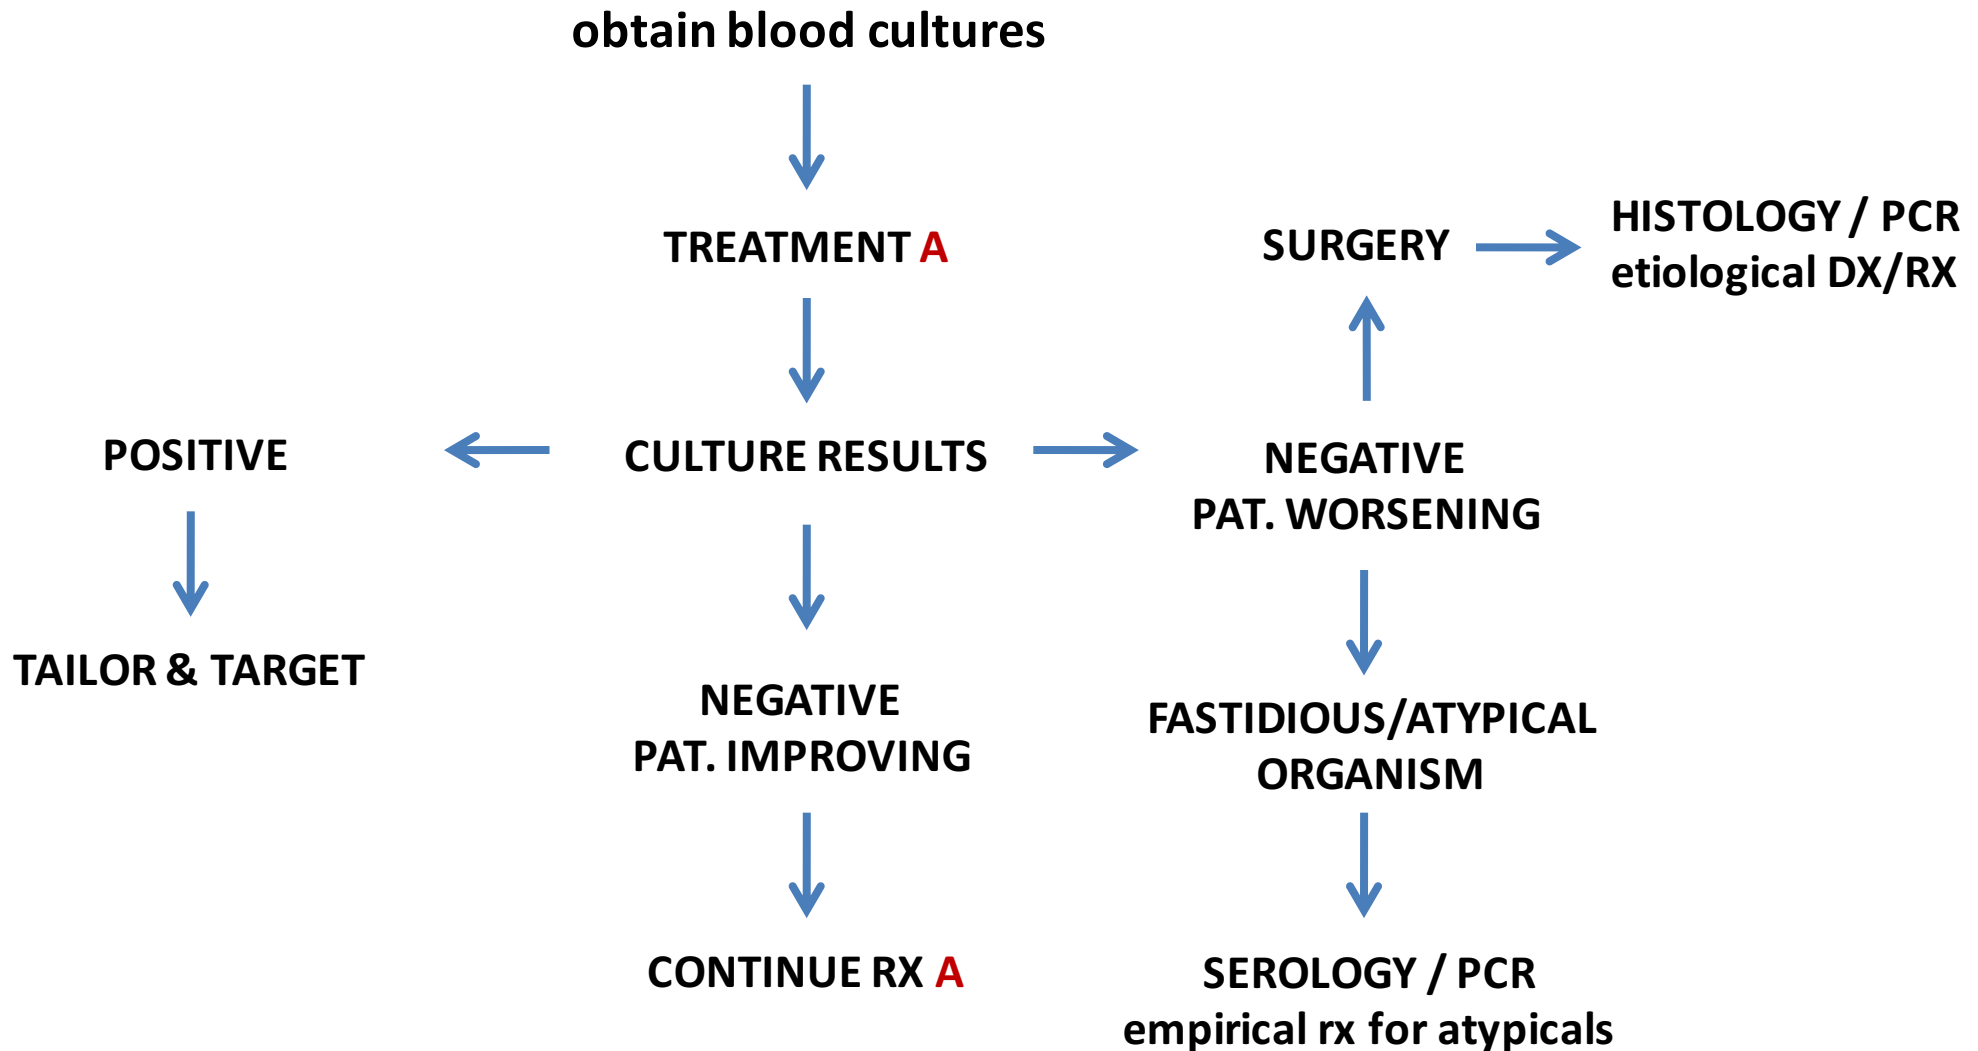 obtain blood cultures
TREATMENT A
SURGERY
HISTOLOGY / PCR
etiological DX/RX
POSITIVE
CULTURE RESULTS
NEGATIVE
PAT. WORSENING
TAILOR & TARGET
NEGATIVE
PAT. IMPROVING
FASTIDIOUS/ATYPICAL
ORGANISM
CONTINUE RX A
SEROLOGY / PCR
empirical rx for atypicals